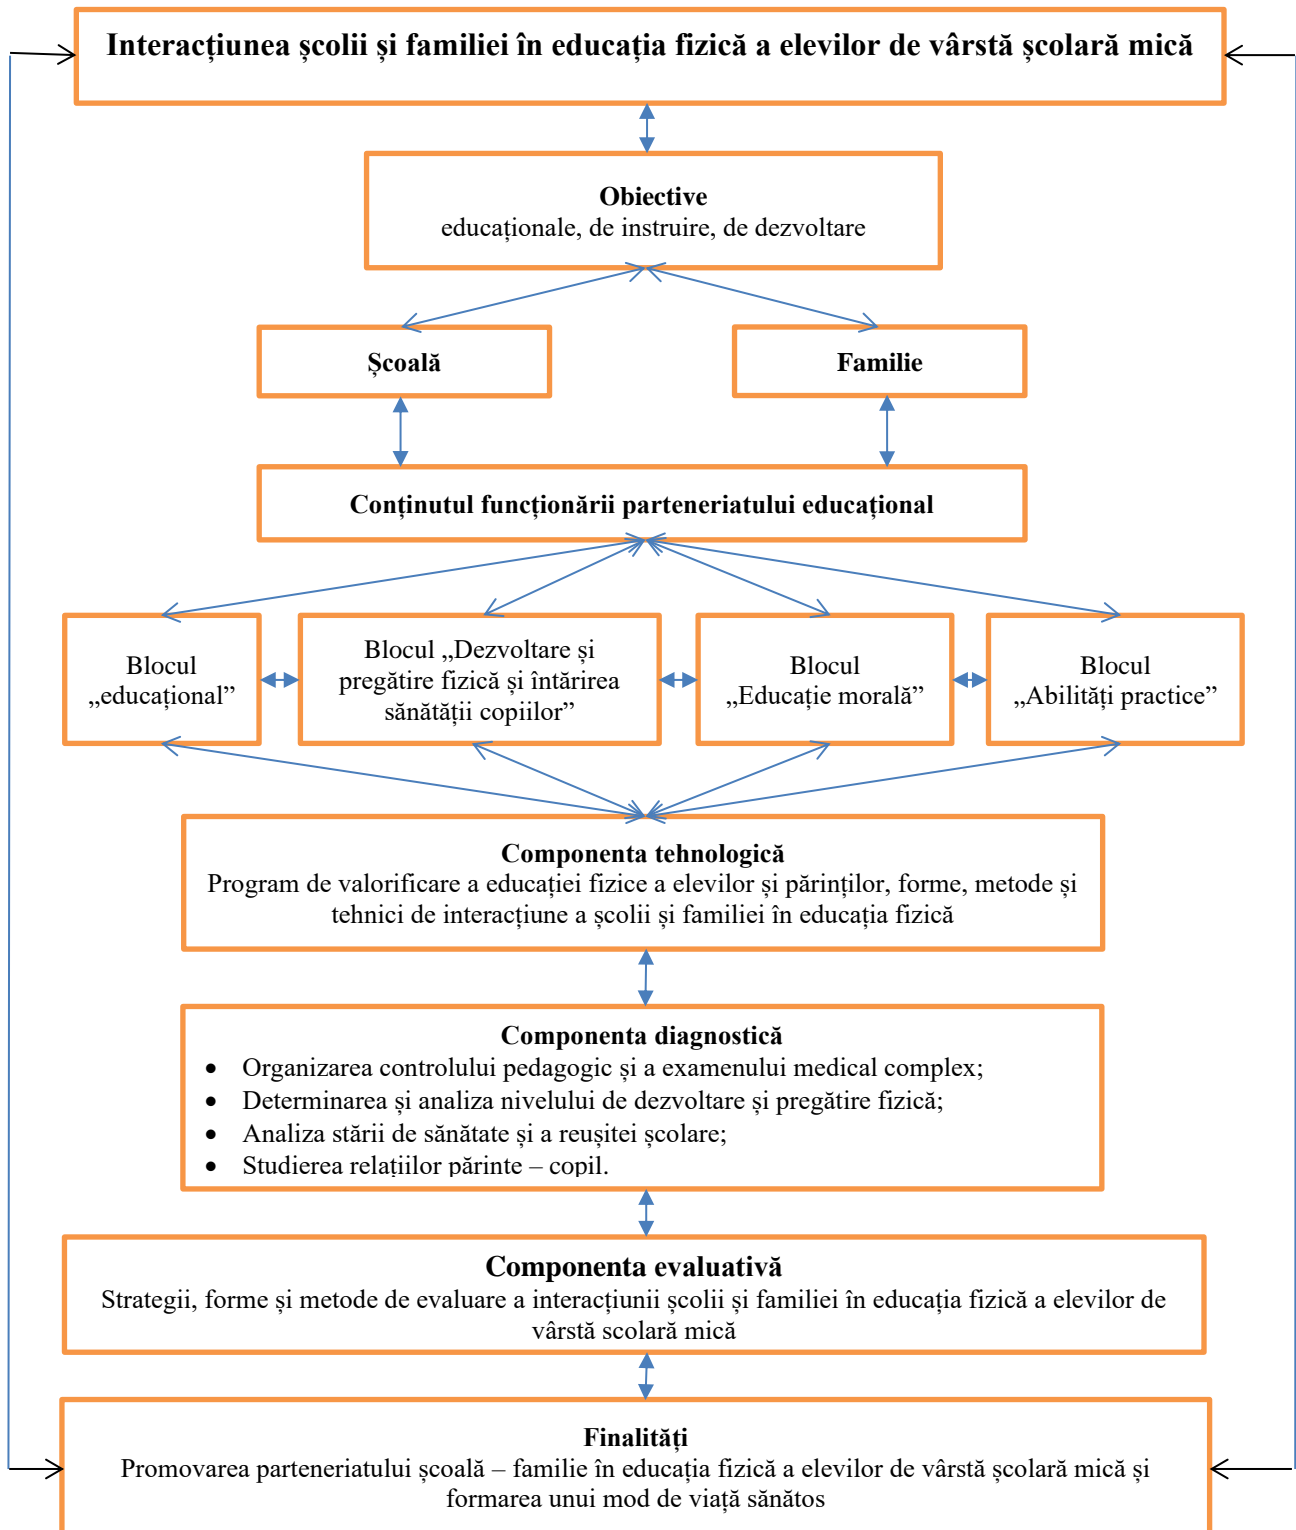 Interacțiunea școlii și familiei în educația fizică a elevilor de vârstă școlară mică
Obiective
educaționale, de instruire, de dezvoltare
Școală
Familie
Conținutul funcționării parteneriatului educațional
Blocul
„educațional”
Blocul „Dezvoltare și
pregătire fizică și întărirea
sănătății copiilor”
Blocul
„Educație morală”
Blocul
„Abilități practice”
Componenta tehnologică
Program de valorificare a educației fizice a elevilor și părinților, forme, metode și
tehnici de interacțiune a școlii și familiei în educația fizică
Componenta diagnostică
• Organizarea controlului pedagogic și a examenului medical complex;
• Determinarea și analiza nivelului de dezvoltare și pregătire fizică;
• Analiza stării de sănătate și a reușitei școlare;
• Studierea relațiilor părinte – copil.
Componenta evaluativă
Strategii, forme și metode de evaluare a interacțiunii școlii și familiei în educația fizică a elevilor de
vârstă scolară mică
Finalități
Promovarea parteneriatului școală – familie în educația fizică a elevilor de vârstă școlară mică și
formarea unui mod de viață sănătos